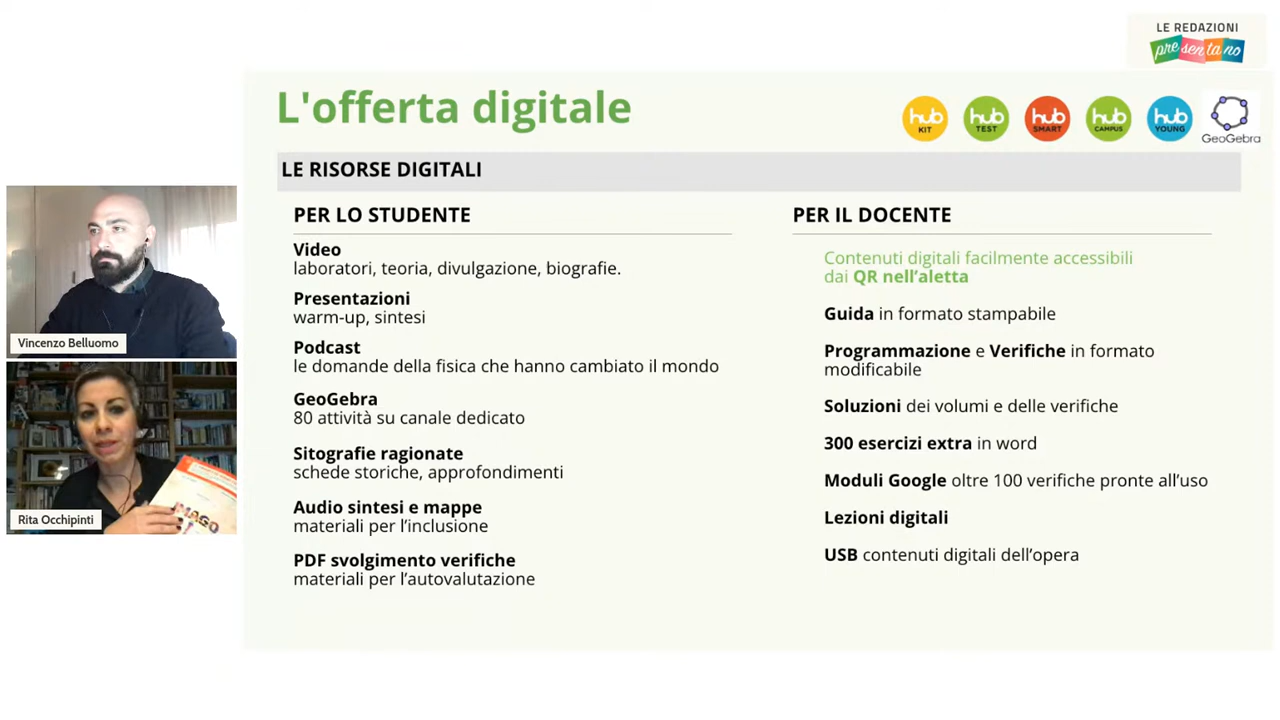 LE REDAZIONI
presentano
L'offerta digitale
hub
KIT
hub
TEST
hub
SMART
hub
CAMPUS
hub
YOUNG
GeoGebra
LE RISORSE DIGITALI
PER LO STUDENTE
Video
laboratori, teoria, divulgazione, biografie.
Presentazioni
warm-up, sintesi
Podcast
le domande della fisica che hanno cambiato il mondo
GeoGebra
80 attività su canale dedicato
Sitografie ragionate
schede storiche, approfondimenti
Audio sintesi e mappe
materiali per l'inclusione
PDF svolgimento verifiche
materiali per l'autovalutazione
PER IL DOCENTE
Contenuti digitali facilmente accessibili
dai QR nell'aletta
Guida in formato stampabile
Programmazione e Verifiche in formato
modificabile
Soluzioni dei volumi e delle verifiche
300 esercizi extra in word
Moduli Google oltre 100 verifiche pronte all'uso
Lezioni digitali
USB contenuti digitali dell'opera
Vincenzo Belluomo
Rita Occhipinti